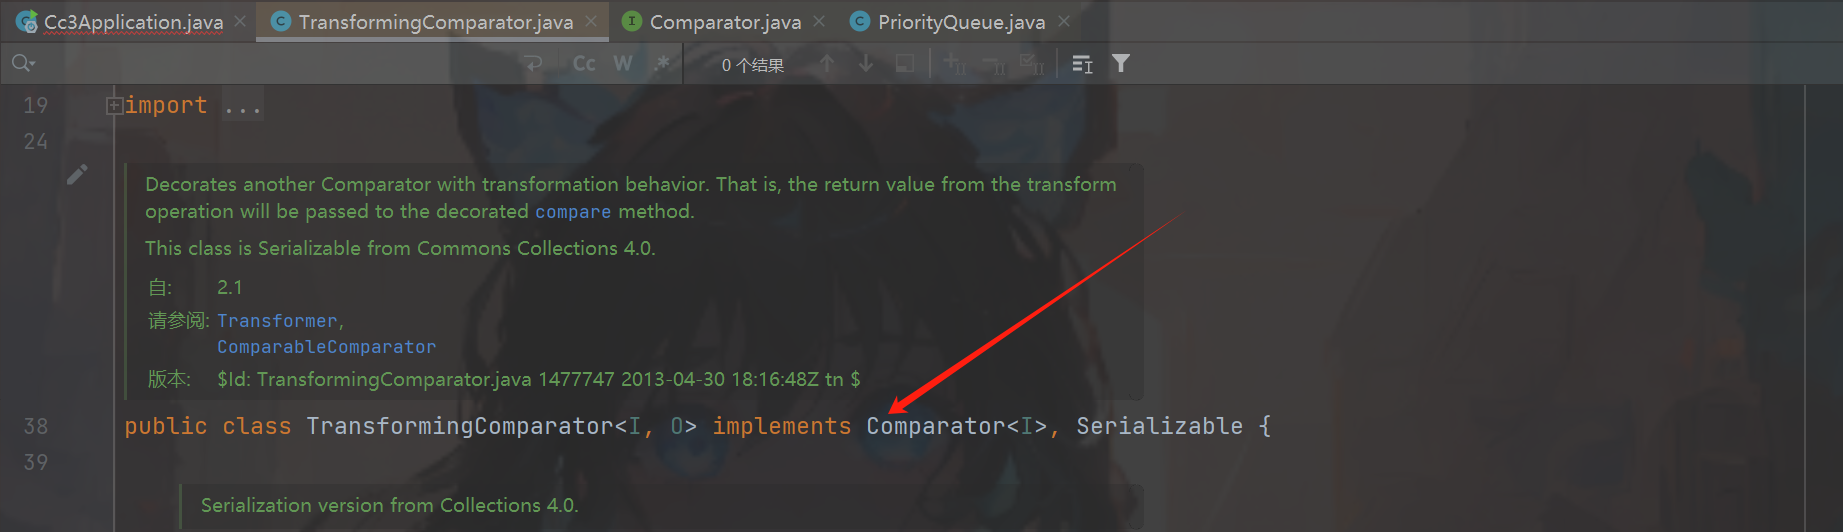 Cc3Application.java TransformingComparator.java Comparator.java PriorityQueue.java
Cc W .* 0 个结果
19 import ...
24
Decorates another Comparator with transformation behavior. That is, the return value from the transform
operation will be passed to the decorated compare method.
This class is Serializable from Commons Collections 4.0.
自: 2.1
请参阅: Transformer,
ComparableComparator
版本: $Id: TransformingComparator.java 1477747 2013-04-30 18:16:48Z tn $
38 public class TransformingComparator<I, O> implements Comparator<I>, Serializable {
39
Serialization version from Collections 4.0.